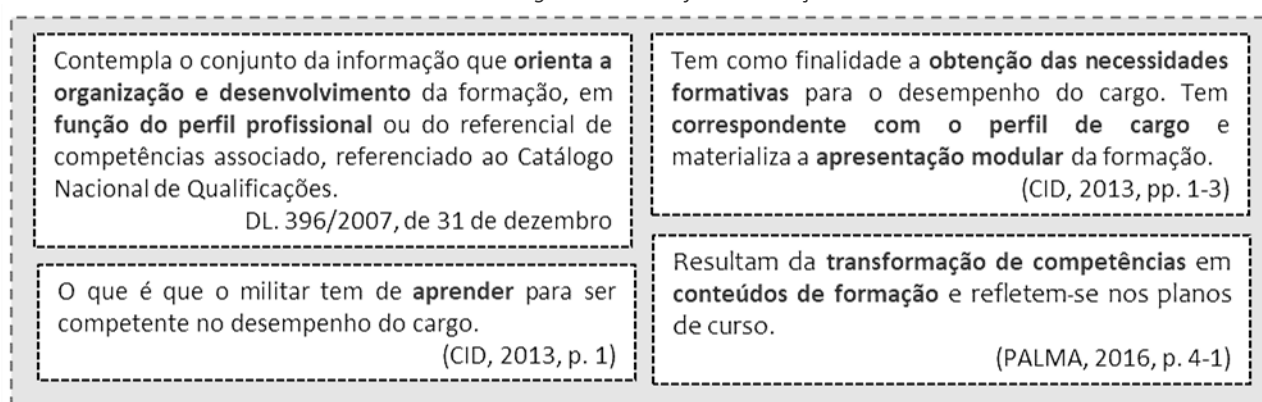 Contempla o conjunto da informação que orienta a
organização e desenvolvimento da formação, em
função do perfil profissional ou do referencial de
competências associado, referenciado ao Catálogo
Nacional de Qualificações.
DL. 396/2007, de 31 de dezembro
O que é que o militar tem de aprender para ser
competente no desempenho do cargo.
(CID, 2013, p. 1)
Tem como finalidade a obtenção das necessidades
formativas para o desempenho do cargo. Tem
correspondente com o perfil de cargo e
materializa a apresentação modular da formação.
(CID, 2013, pp. 1-3)
Resultam da transformação de competências em
conteúdos de formação e refletem-se nos planos
de curso.
(PALMA, 2016, p. 4-1)